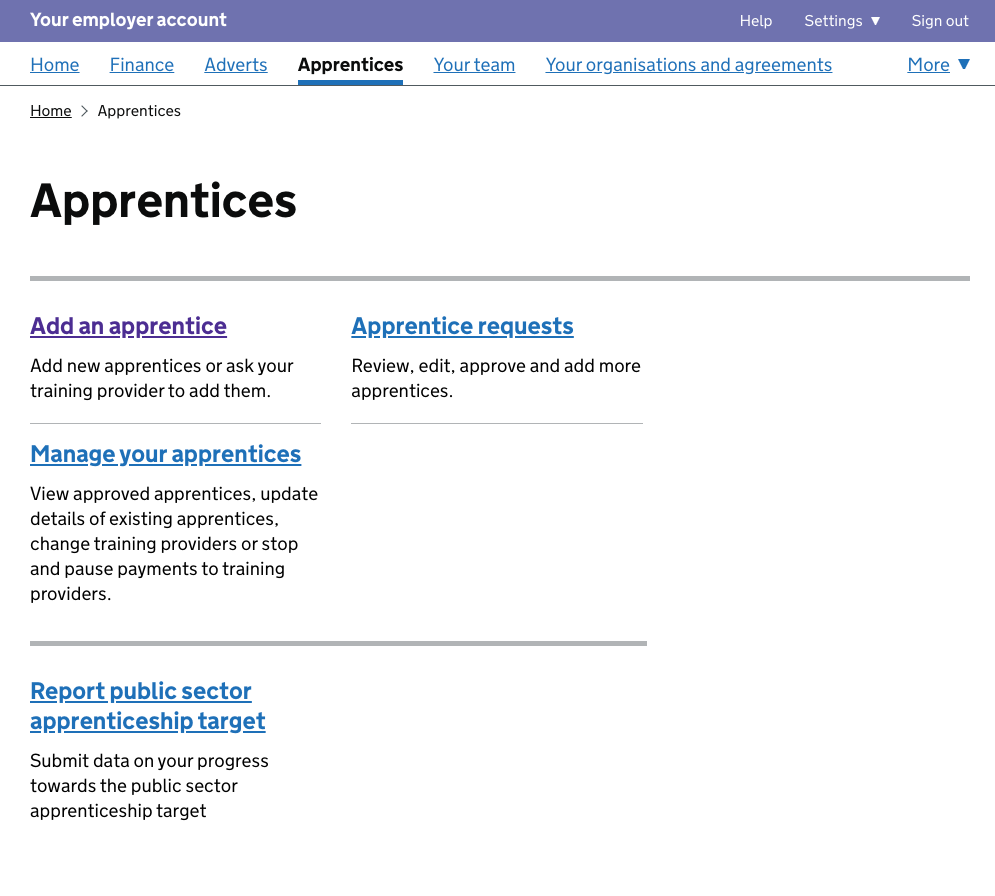 Your employer account
Help
Settings ▼
Sign out
Home
Finance
Adverts
Apprentices
Your team
Your organisations and agreements
More ▼
Home > Apprentices
Apprentices
Add an apprentice
Add new apprentices or ask your
training provider to add them.
Apprentice requests
Review, edit, approve and add more
apprentices.
Manage your apprentices
View approved apprentices, update
details of existing apprentices,
change training providers or stop
and pause payments to training
providers.
Report public sector
apprenticeship target
Submit data on your progress
towards the public sector
apprenticeship target